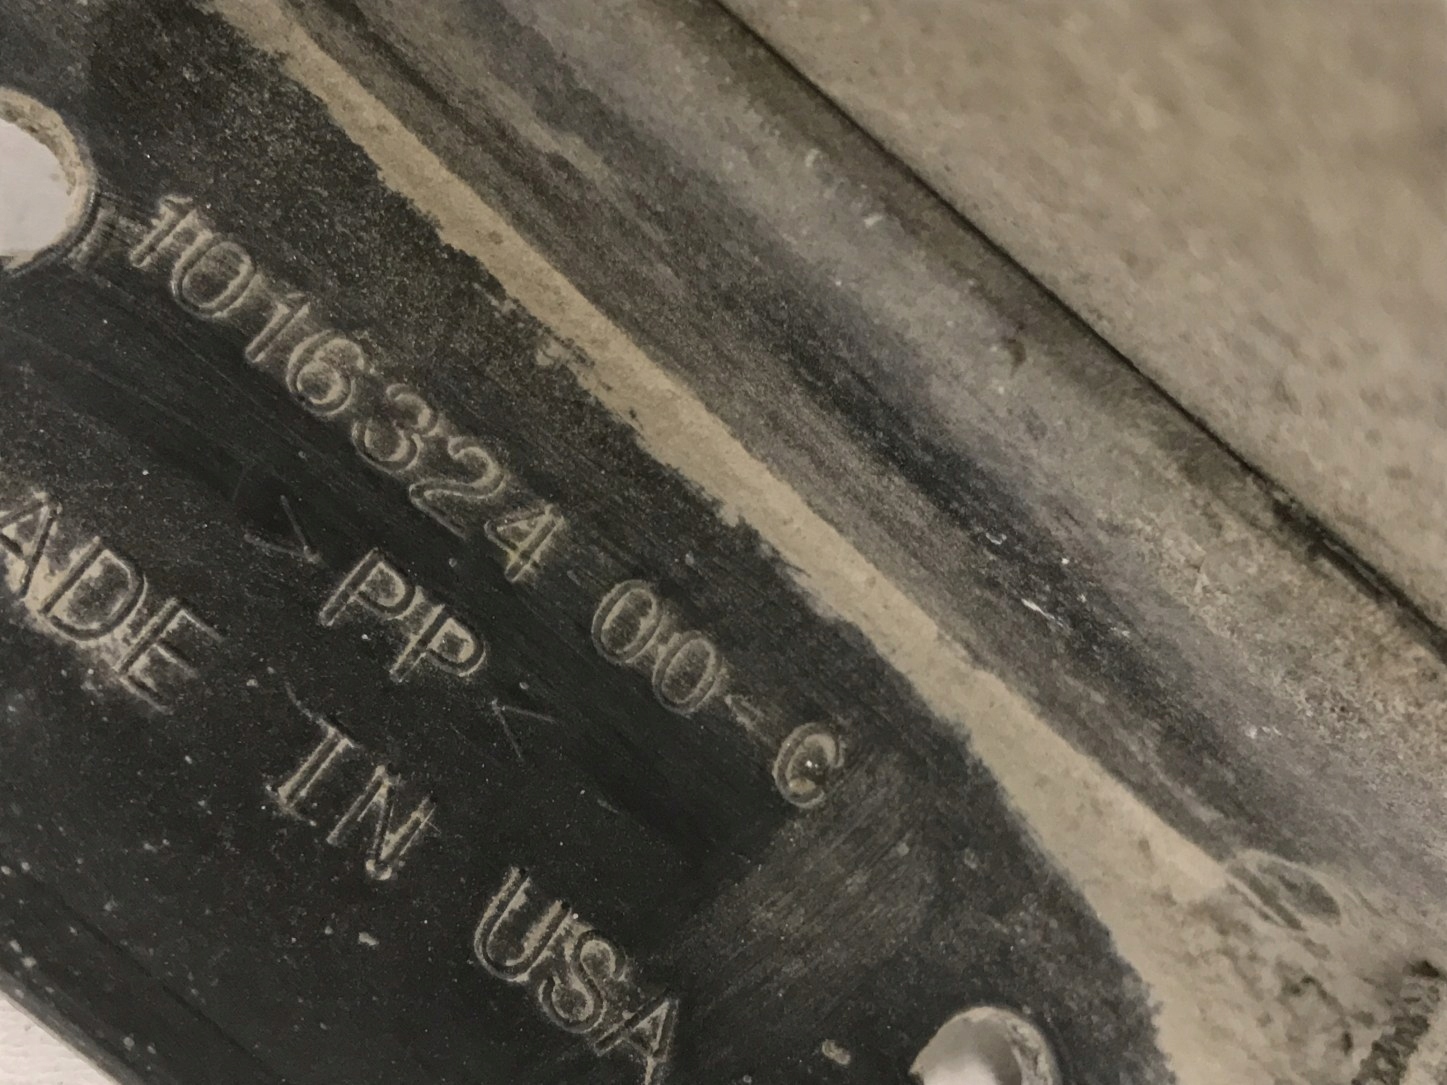 1016324 00-C
>PP<
ADE IN USA